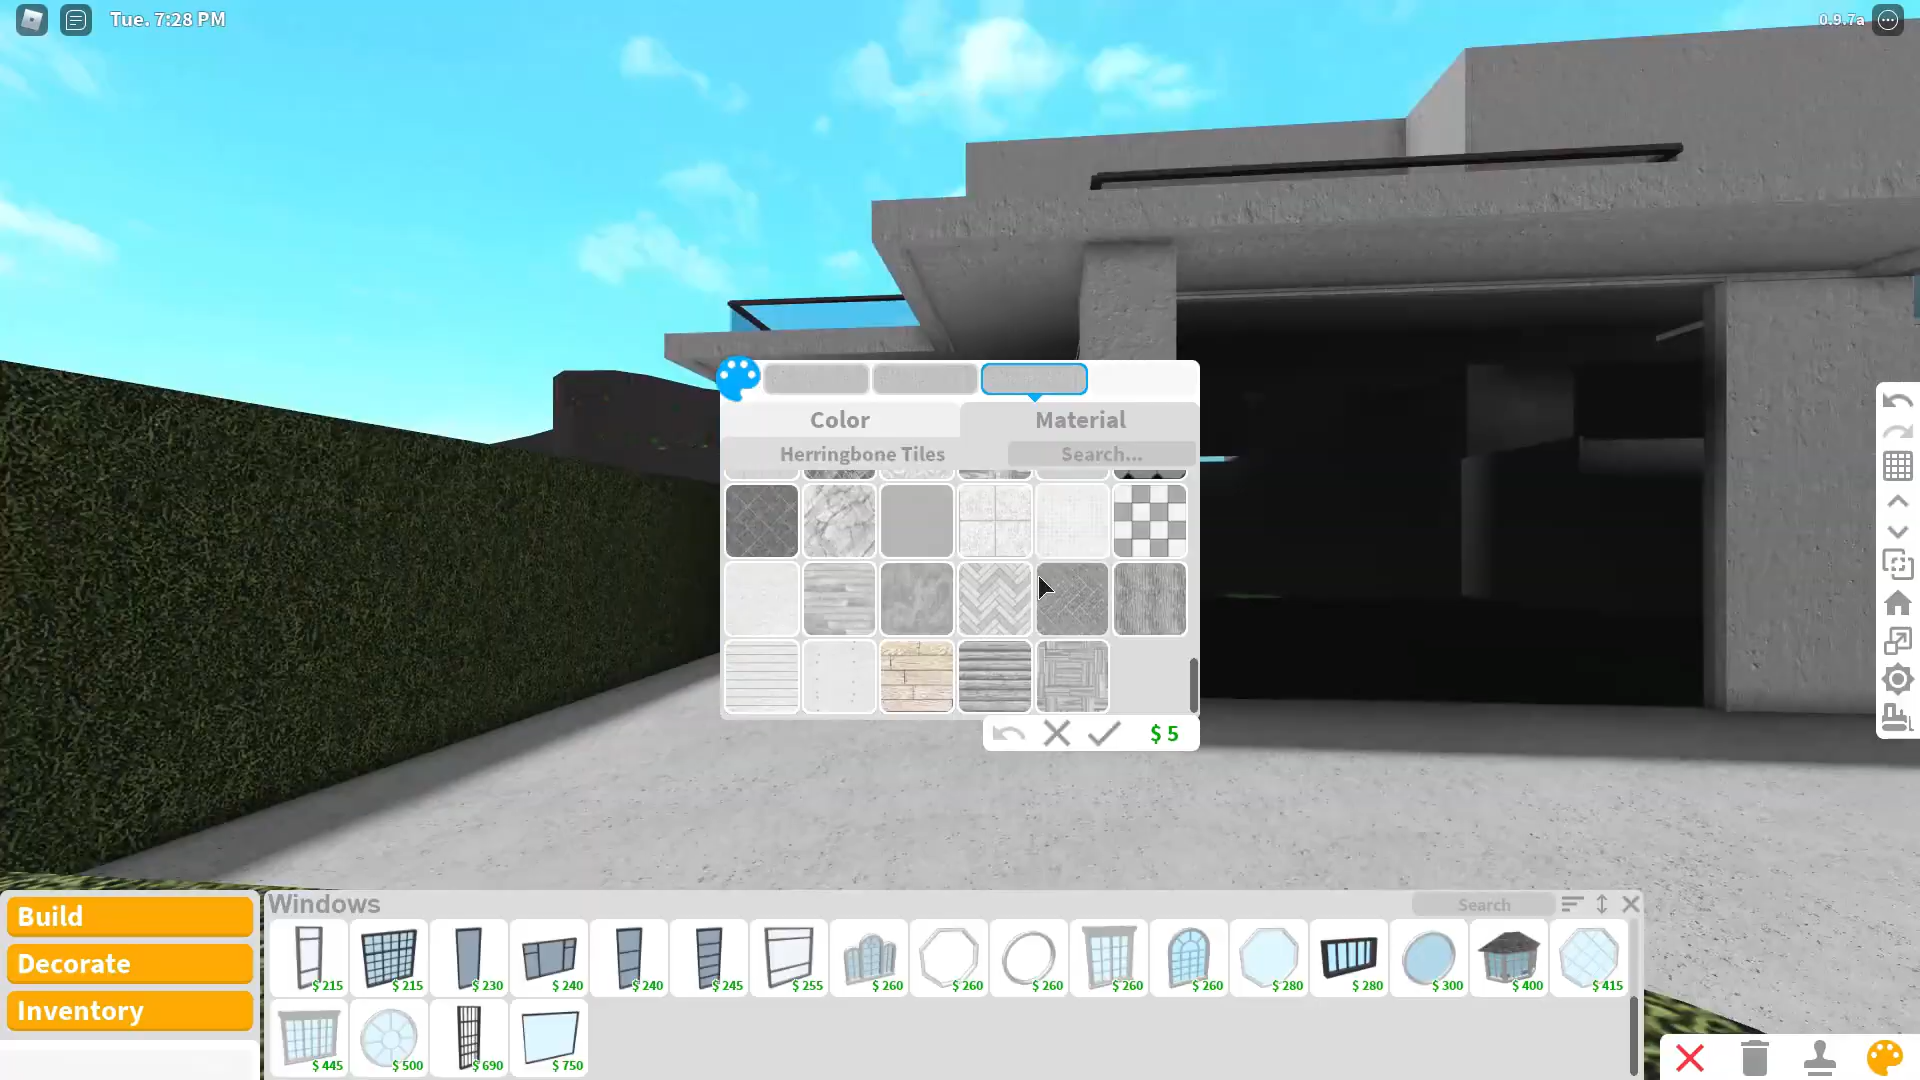 Tue. 7:28 PM
0.9.7a
Color
Material
Herringbone Tiles
Search...
$ 5
Build
Decorate
Inventory
Windows
Search
$ 215
$ 215
$ 230
$ 240
$ 240
$ 245
$ 255
$ 260
$ 260
$ 260
$ 260
$ 260
$ 280
$ 280
$ 300
$ 400
$ 415
$ 445
$ 500
$ 690
$ 750